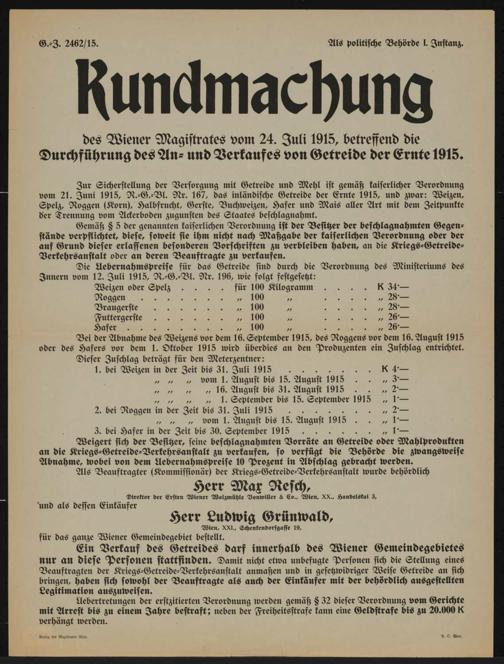 G.-Z. 2462/15. Als politische Behörde I. Instanz.
Kundmachung
des Wiener Magistrates vom 24. Juli 1915, betreffend die
Durchführung des An- und Verkaufes von Getreide der Ernte 1915.
Zur Sicherstellung der Versorgung mit Getreide und Mehl ist gemäß kaiserlicher Verordnung
vom 21. Juni 1915, R.-G.-Bl. Nr. 167, das inländische Getreide der Ernte 1915, und zwar: Weizen,
Spelz, Roggen (Korn), Halbfrucht, Gerste, Buchweizen, Hafer und Mais aller Art mit dem Zeitpunkte
der Trennung vom Ackerboden zugunsten des Staates beschlagnahmt.
Gemäß § 5 der genannten kaiserlichen Verordnung ist der Besitzer der beschlagnahmten Gegen-
stände verpflichtet, diese, soweit sie ihm nicht nach Maßgabe der kaiserlichen Verordnung oder der
auf Grund dieser erlassenen besonderen Vorschriften zu verbleiben haben, an die Kriegs-Getreide-
Verkehrsanstalt oder an deren Beauftragte zu verkaufen.
Die Uebernahmspreise für das Getreide sind durch die Verordnung des Ministeriums des
Innern vom 12. Juli 1915, R.-G.-Bl. Nr. 196, wie folgt festgesetzt:
Weizen oder Spelz . . . . . . für 100 Kilogramm . . . . K 34·—
Roggen . . . . . . . . . . „ 100 „ . . . . „ 28·—
Braugerste . . . . . . . . „ 100 „ . . . . „ 28·—
Futtergerste . . . . . . . „ 100 „ . . . . „ 26·—
Hafer . . . . . . . . . . „ 100 „ . . . . „ 26·—
Bei der Abnahme des Weizens vor dem 16. September 1915, des Roggens vor dem 16. August 1915
oder des Hafers vor dem 1. Oktober 1915 wird überdies an den Produzenten ein Zuschlag entrichtet.
Dieser Zuschlag beträgt für den Meterzentner:
1. bei Weizen in der Zeit bis 31. Juli 1915 . . . . . . . K 4·—
„ „ „ „ vom 1. August bis 15. August 1915 . . . „ 3·—
„ „ „ „ 16. August bis 31. August 1915 . . . . „ 2·—
„ „ „ „ 1. September bis 15. September 1915 „ 1·—
2. bei Roggen in der Zeit bis 31. Juli 1915 . . . . . . . „ 2·—
„ „ „ „ vom 1. August bis 15. August 1915 . . . „ 1·—
3. bei Hafer in der Zeit bis 30. September 1915 . . . . . „ 1·—
Weigert sich der Besitzer, seine beschlagnahmten Vorräte an Getreide oder Mahlprodukten
an die Kriegs-Getreide-Verkehrsanstalt zu verkaufen, so verfügt die Behörde die zwangsweise
Abnahme, wobei von dem Uebernahmspreise 10 Prozent in Abschlag gebracht werden.
Als Beauftragter (Kommissionär) der Kriegs-Getreide-Verkehrsanstalt wurde behördlich
Herr Max Resch,
Direktor der Ersten Wiener Walzmühle Vonwiller & Co., Wien, XX., Handelskai 3,
und als dessen Einkäufer
Herr Ludwig Grünwald,
Wien, XXI., Schenkendorfgasse 19,
für das ganze Wiener Gemeindegebiet bestellt.
Ein Verkauf des Getreides darf innerhalb des Wiener Gemeindegebietes
nur an diese Personen stattfinden. Damit nicht etwa unbefugte Personen sich die Stellung eines
Beauftragten der Kriegs-Getreide-Verkehrsanstalt anmaßen und in gesetzwidriger Weise Getreide an sich
bringen, haben sich sowohl der Beauftragte als auch der Einkäufer mit der behördlich ausgestellten
Legitimation auszuweisen.
Uebertretungen der erstzitierten Verordnung werden gemäß § 32 dieser Verordnung vom Gerichte
mit Arrest bis zu einem Jahre bestraft; neben der Freiheitsstrafe kann eine Geldstrafe bis zu 20.000 K
verhängt werden.
Verlag des Magistrates Wien.